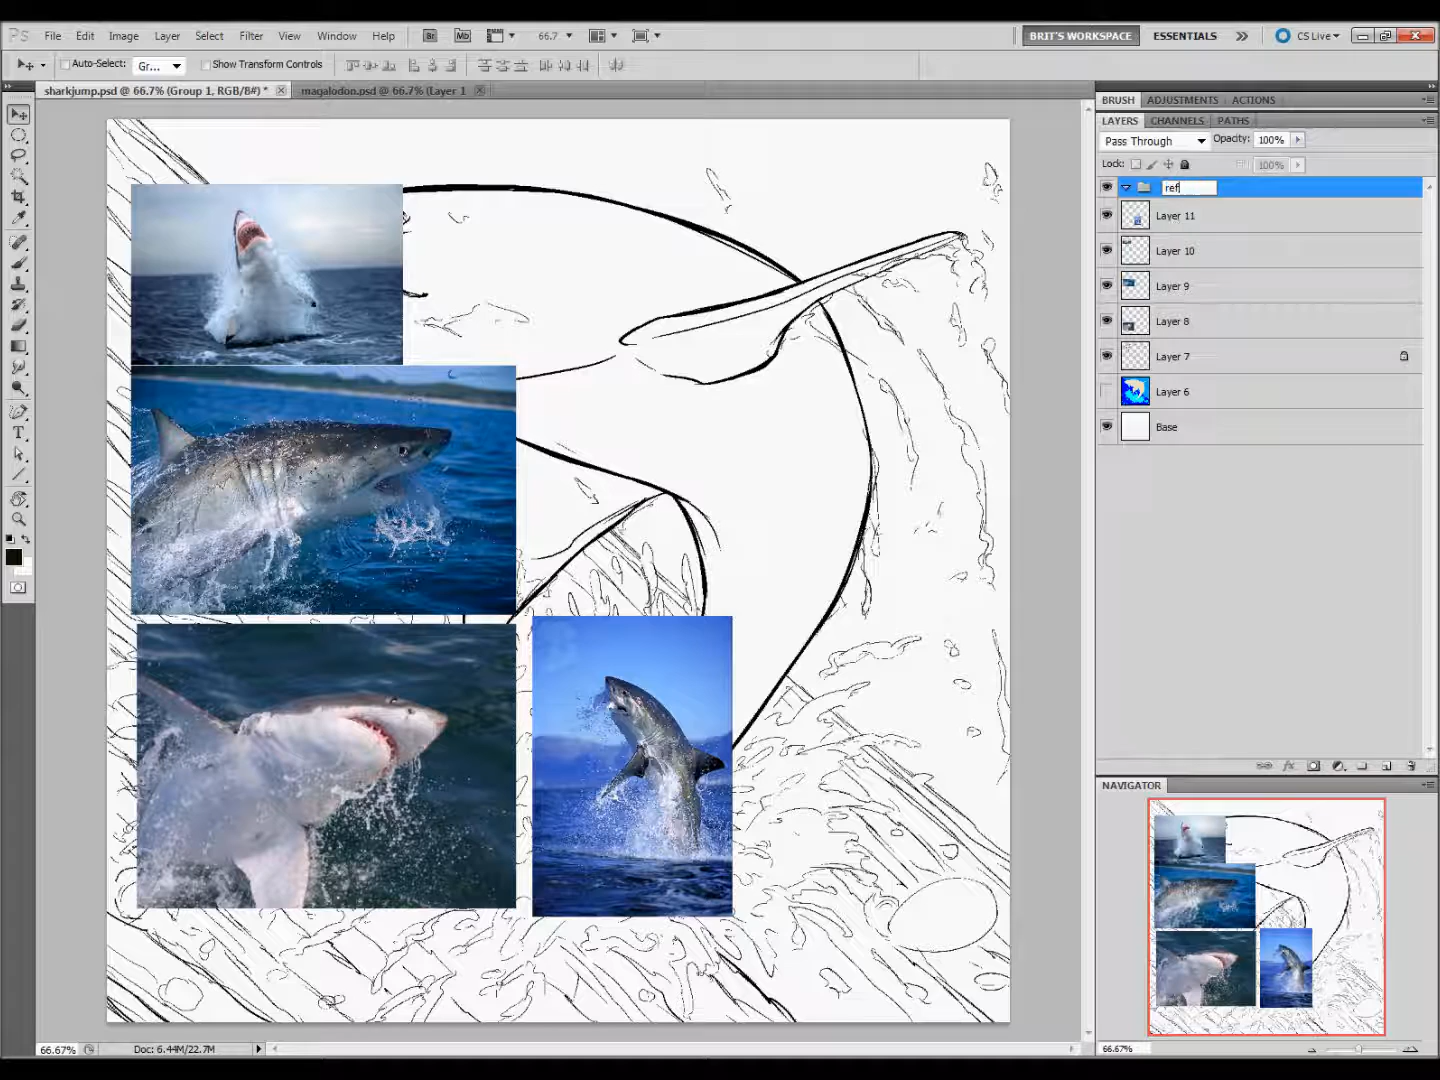 Ps File Edit Image Layer Select Filter View Window Help Br Mb 66.7 BRIT'S WORKSPACE ESSENTIALS CS Live
Auto-Select: Gr... Show Transform Controls
sharkjump.psd @ 66.7% (Group 1, RGB/8#) * magalodon.psd @ 66.7% (Layer 1
BRUSH ADJUSTMENTS ACTIONS
LAYERS CHANNELS PATHS
Pass Through Opacity: 100%
Lock: 100%
ref
Layer 11
Layer 10
Layer 9
Layer 8
Layer 7
Layer 6
Base
NAVIGATOR
66.67% Doc: 6.44M/22.7M 66.67%